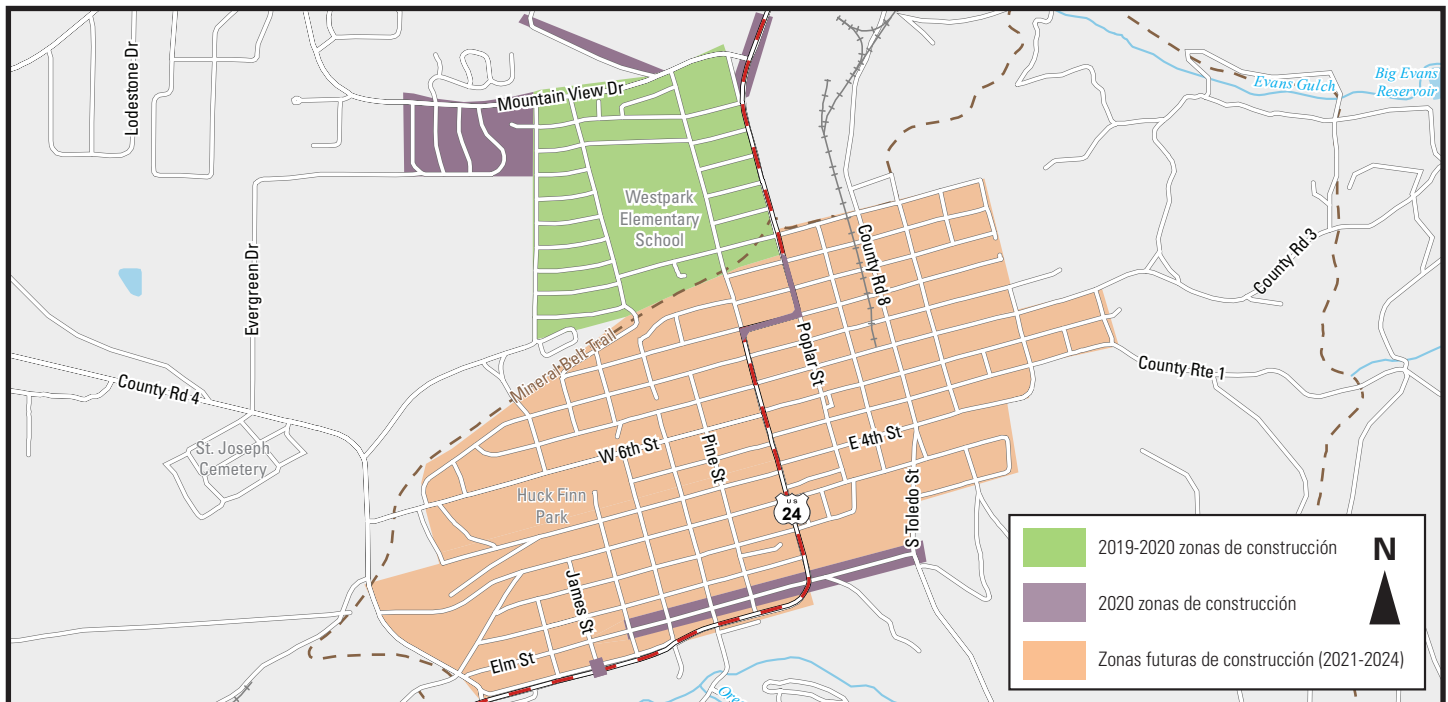 Lodestone Dr
Mountain View Dr
Evans Gulch
Big Evans
Reservoir
Westpark
Elementary
School
Evergreen Dr
County Rd 8
County Rd 3
Mineral Belt Trail
Poplar St
County Rte 1
County Rd 4
St. Joseph
Cemetery
W 6th St
Pine St
E 4th St
Huck Finn
Park
US
24
S Toledo St
James St
Elm St
2019-2020 zonas de construcción
2020 zonas de construcción
Zonas futuras de construcción (2021-2024)
N